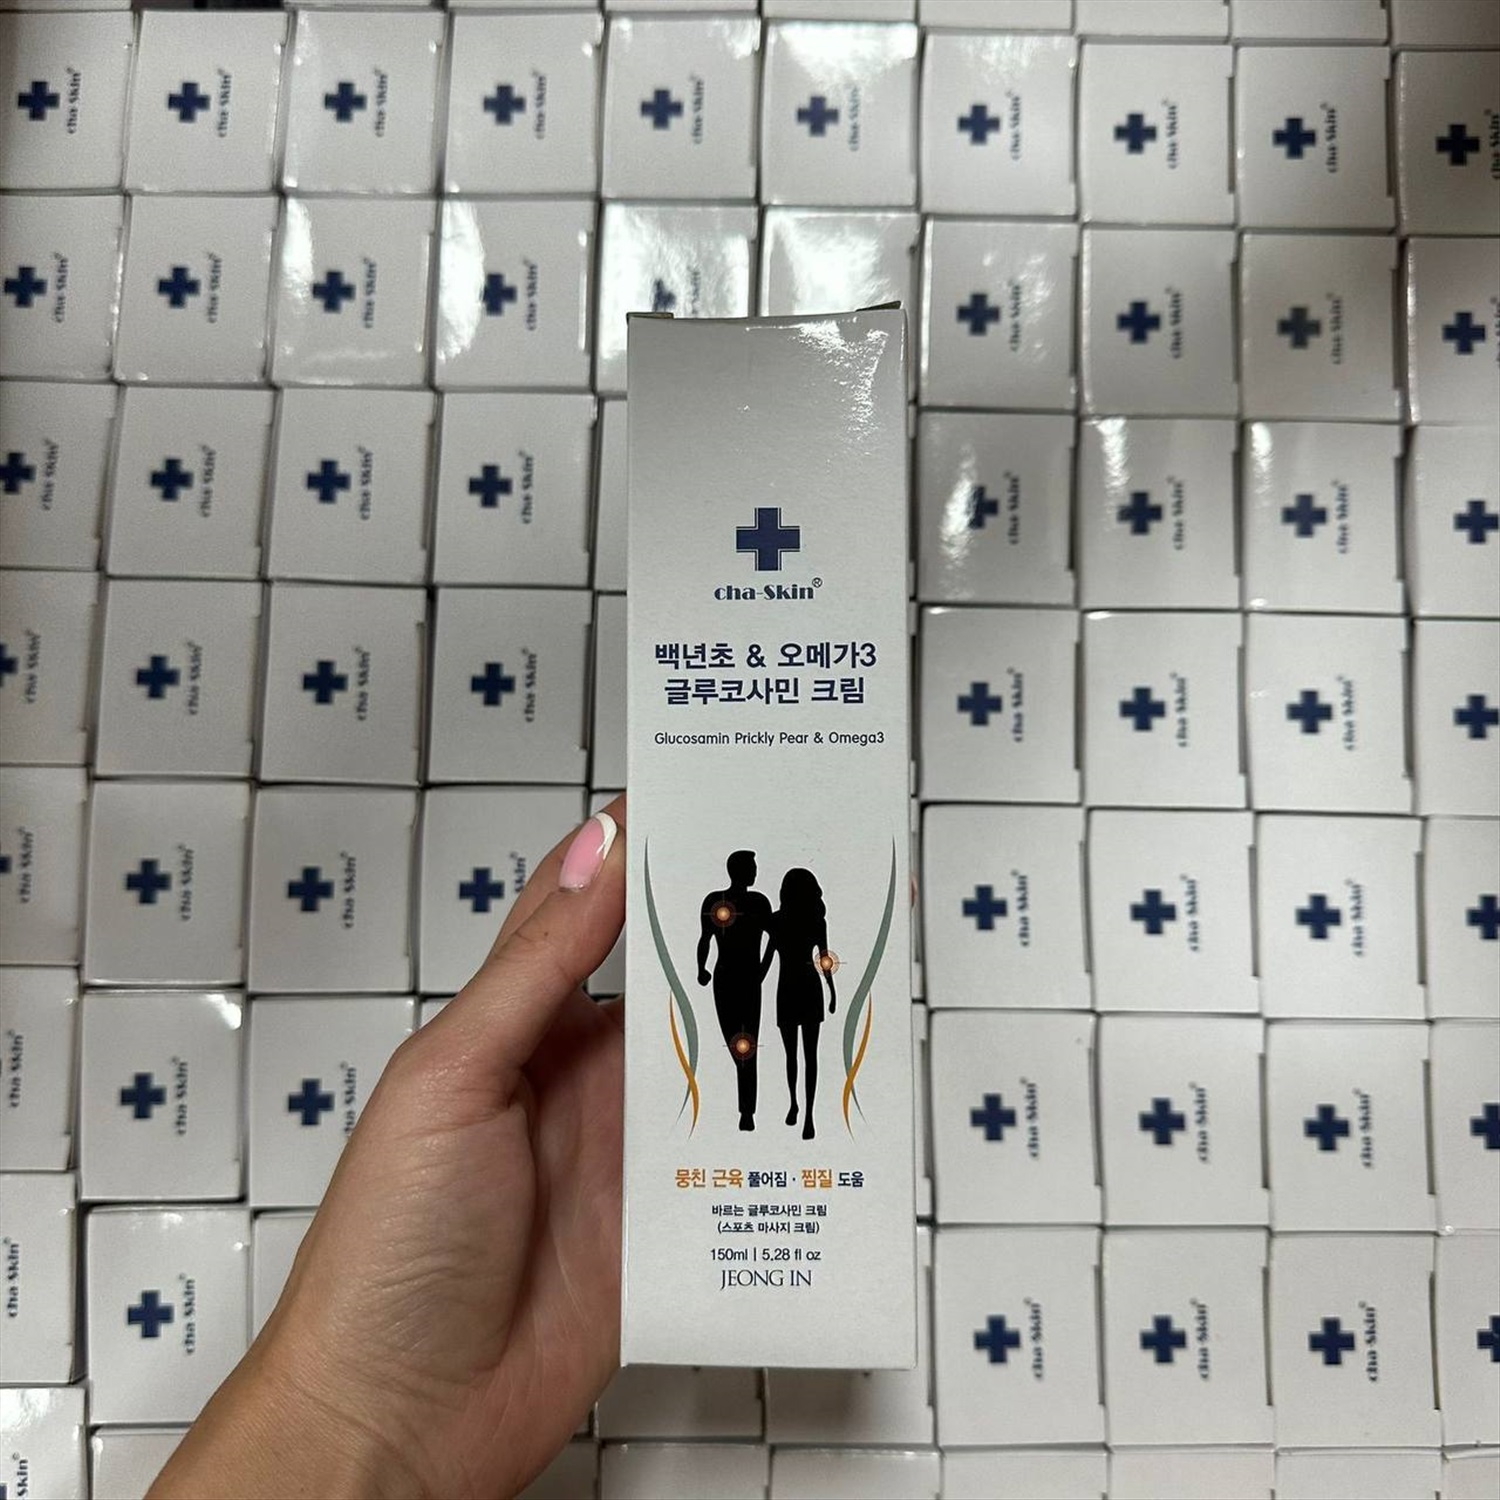 cha-Skin®
백년초 & 오메가3
글루코사민 크림
Glucosamin Prickly Pear & Omega3
뭉친 근육 풀어짐 · 찜질 도움
바르는 글루코사민 크림
(스포츠 마사지 크림)
150ml | 5.28 fl oz
JEONG IN